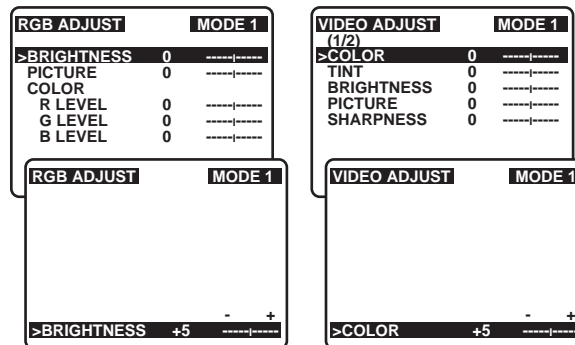 RGB ADJUST MODE 1
>BRIGHTNESS 0 -----|-----
PICTURE 0 -----|-----
COLOR
R LEVEL 0 -----|-----
G LEVEL 0 -----|-----
B LEVEL 0 -----|-----
RGB ADJUST MODE 1
- +
>BRIGHTNESS +5 -----|-----
VIDEO ADJUST MODE 1
(1/2)
>COLOR 0 -----|-----
TINT 0 -----|-----
BRIGHTNESS 0 -----|-----
PICTURE 0 -----|-----
SHARPNESS 0 -----|-----
VIDEO ADJUST MODE 1
- +
>COLOR +5 -----|-----